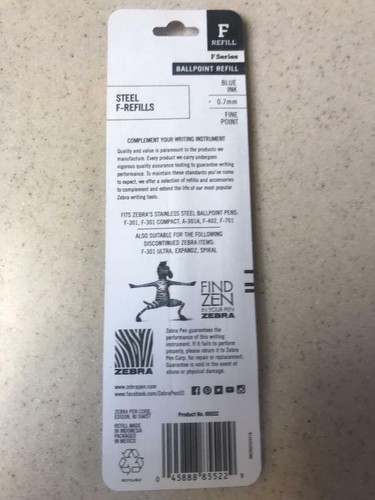 F
REFILL
F Series
BALLPOINT REFILL
BLUE
INK
STEEL
F-REFILLS
0.7mm
FINE
POINT
COMPLEMENT YOUR WRITING INSTRUMENT
Quality and value is paramount to the products we
manufacture. Every product we carry undergoes
vigorous quality assurance testing to guarantee writing
performance. To maintain these standards you've come
to expect, we offer a selection of refills and accessories
to complement and extend the life of our most popular
Zebra writing tools.
FITS ZEBRA'S STAINLESS STEEL BALLPOINT PENS:
F-301, F-301 COMPACT, A-301A, F-402, F-701
ALSO SUITABLE FOR THE FOLLOWING
DISCONTINUED ZEBRA ITEMS:
F-301 ULTRA, EXPANDZ, SPIRAL
FIND
ZEN
IN YOUR PEN
ZEBRA
Zebra Pen guarantees the
performance of this writing
instrument. If it fails to perform
properly, please return it to Zebra
Pen Corp. for repair or replacement.
Guarantee is void in the event of
abuse or physical damage.
ZEBRA
www.zebrapen.com
www.facebook.com/ZebraPenUS
ZEBRA PEN CORP.
EDISON, NJ 08837
Product No. 85522
REFILL MADE
IN INDONESIA
PACKAGED
IN MEXICO
RECYCLABLE
0 45888 85522 9